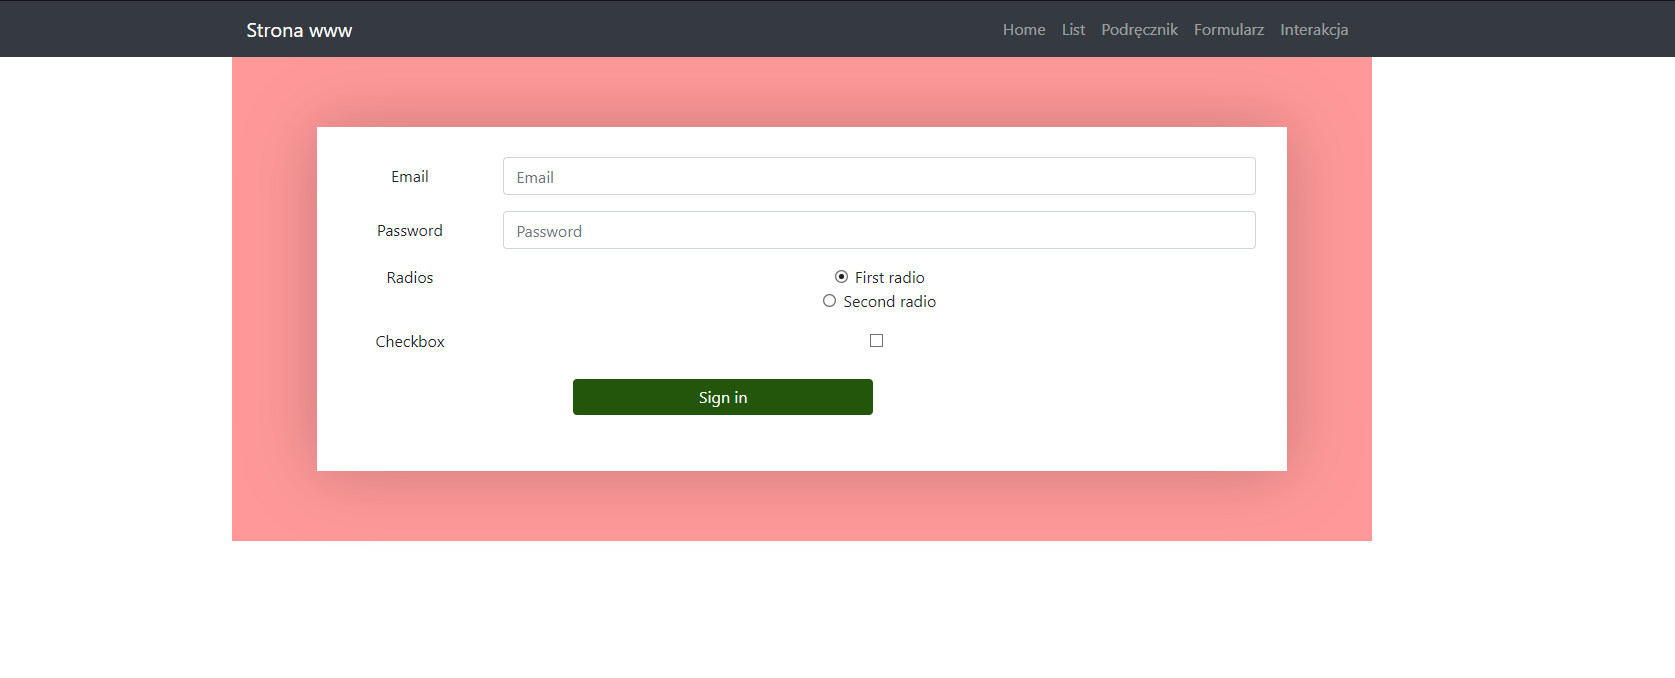 Strona www
Home List Podręcznik Formularz Interakcja
Email Email
Password Password
Radios First radio
Second radio
Checkbox
Sign in